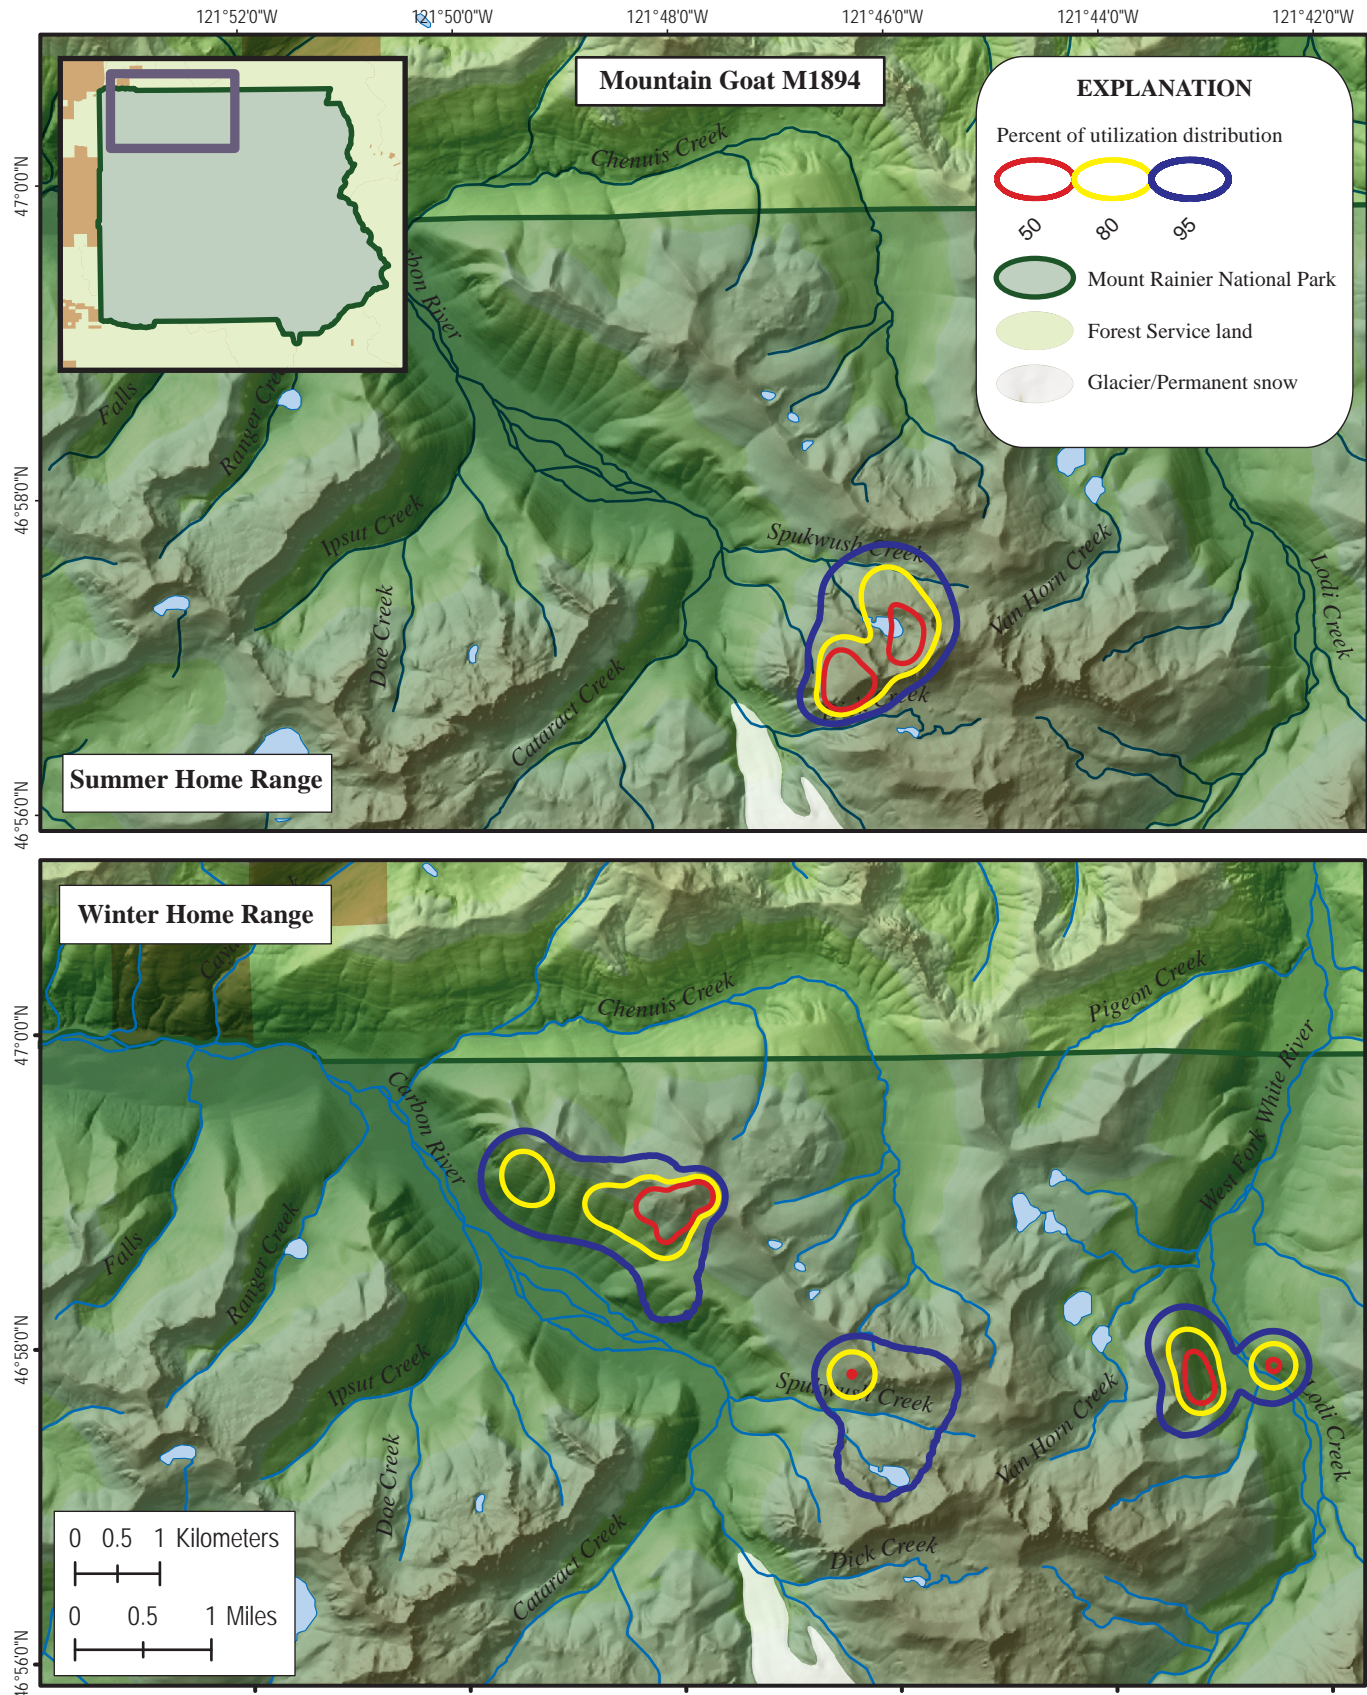 121°52'0"W
121°50'0"W
121°48'0"W
121°46'0"W
121°44'0"W
121°42'0"W
Mountain Goat M1894
EXPLANATION
Percent of utilization distribution
50
80
95
Mount Rainier National Park
Forest Service land
Glacier/Permanent snow
47°0'0"N
46°58'0"N
46°56'0"N
Chenuis Creek
rbon River
Falls
Ranger Cree
Ipsut Creek
Doe Creek
Cataract Creek
Spukwush Creek
Van Horn Creek
Lodi Creek
Creek
Summer Home Range
Winter Home Range
47°0'0"N
46°58'0"N
46°56'0"N
Chenuis Creek
Pigeon Creek
Carbon River
West Fork White River
Falls
Ranger Creek
Ipsut Creek
Doe Creek
Cataract Creek
Spukwush Creek
Van Horn Creek
Lodi Creek
Dick Creek
0 0.5 1 Kilometers
0 0.5 1 Miles